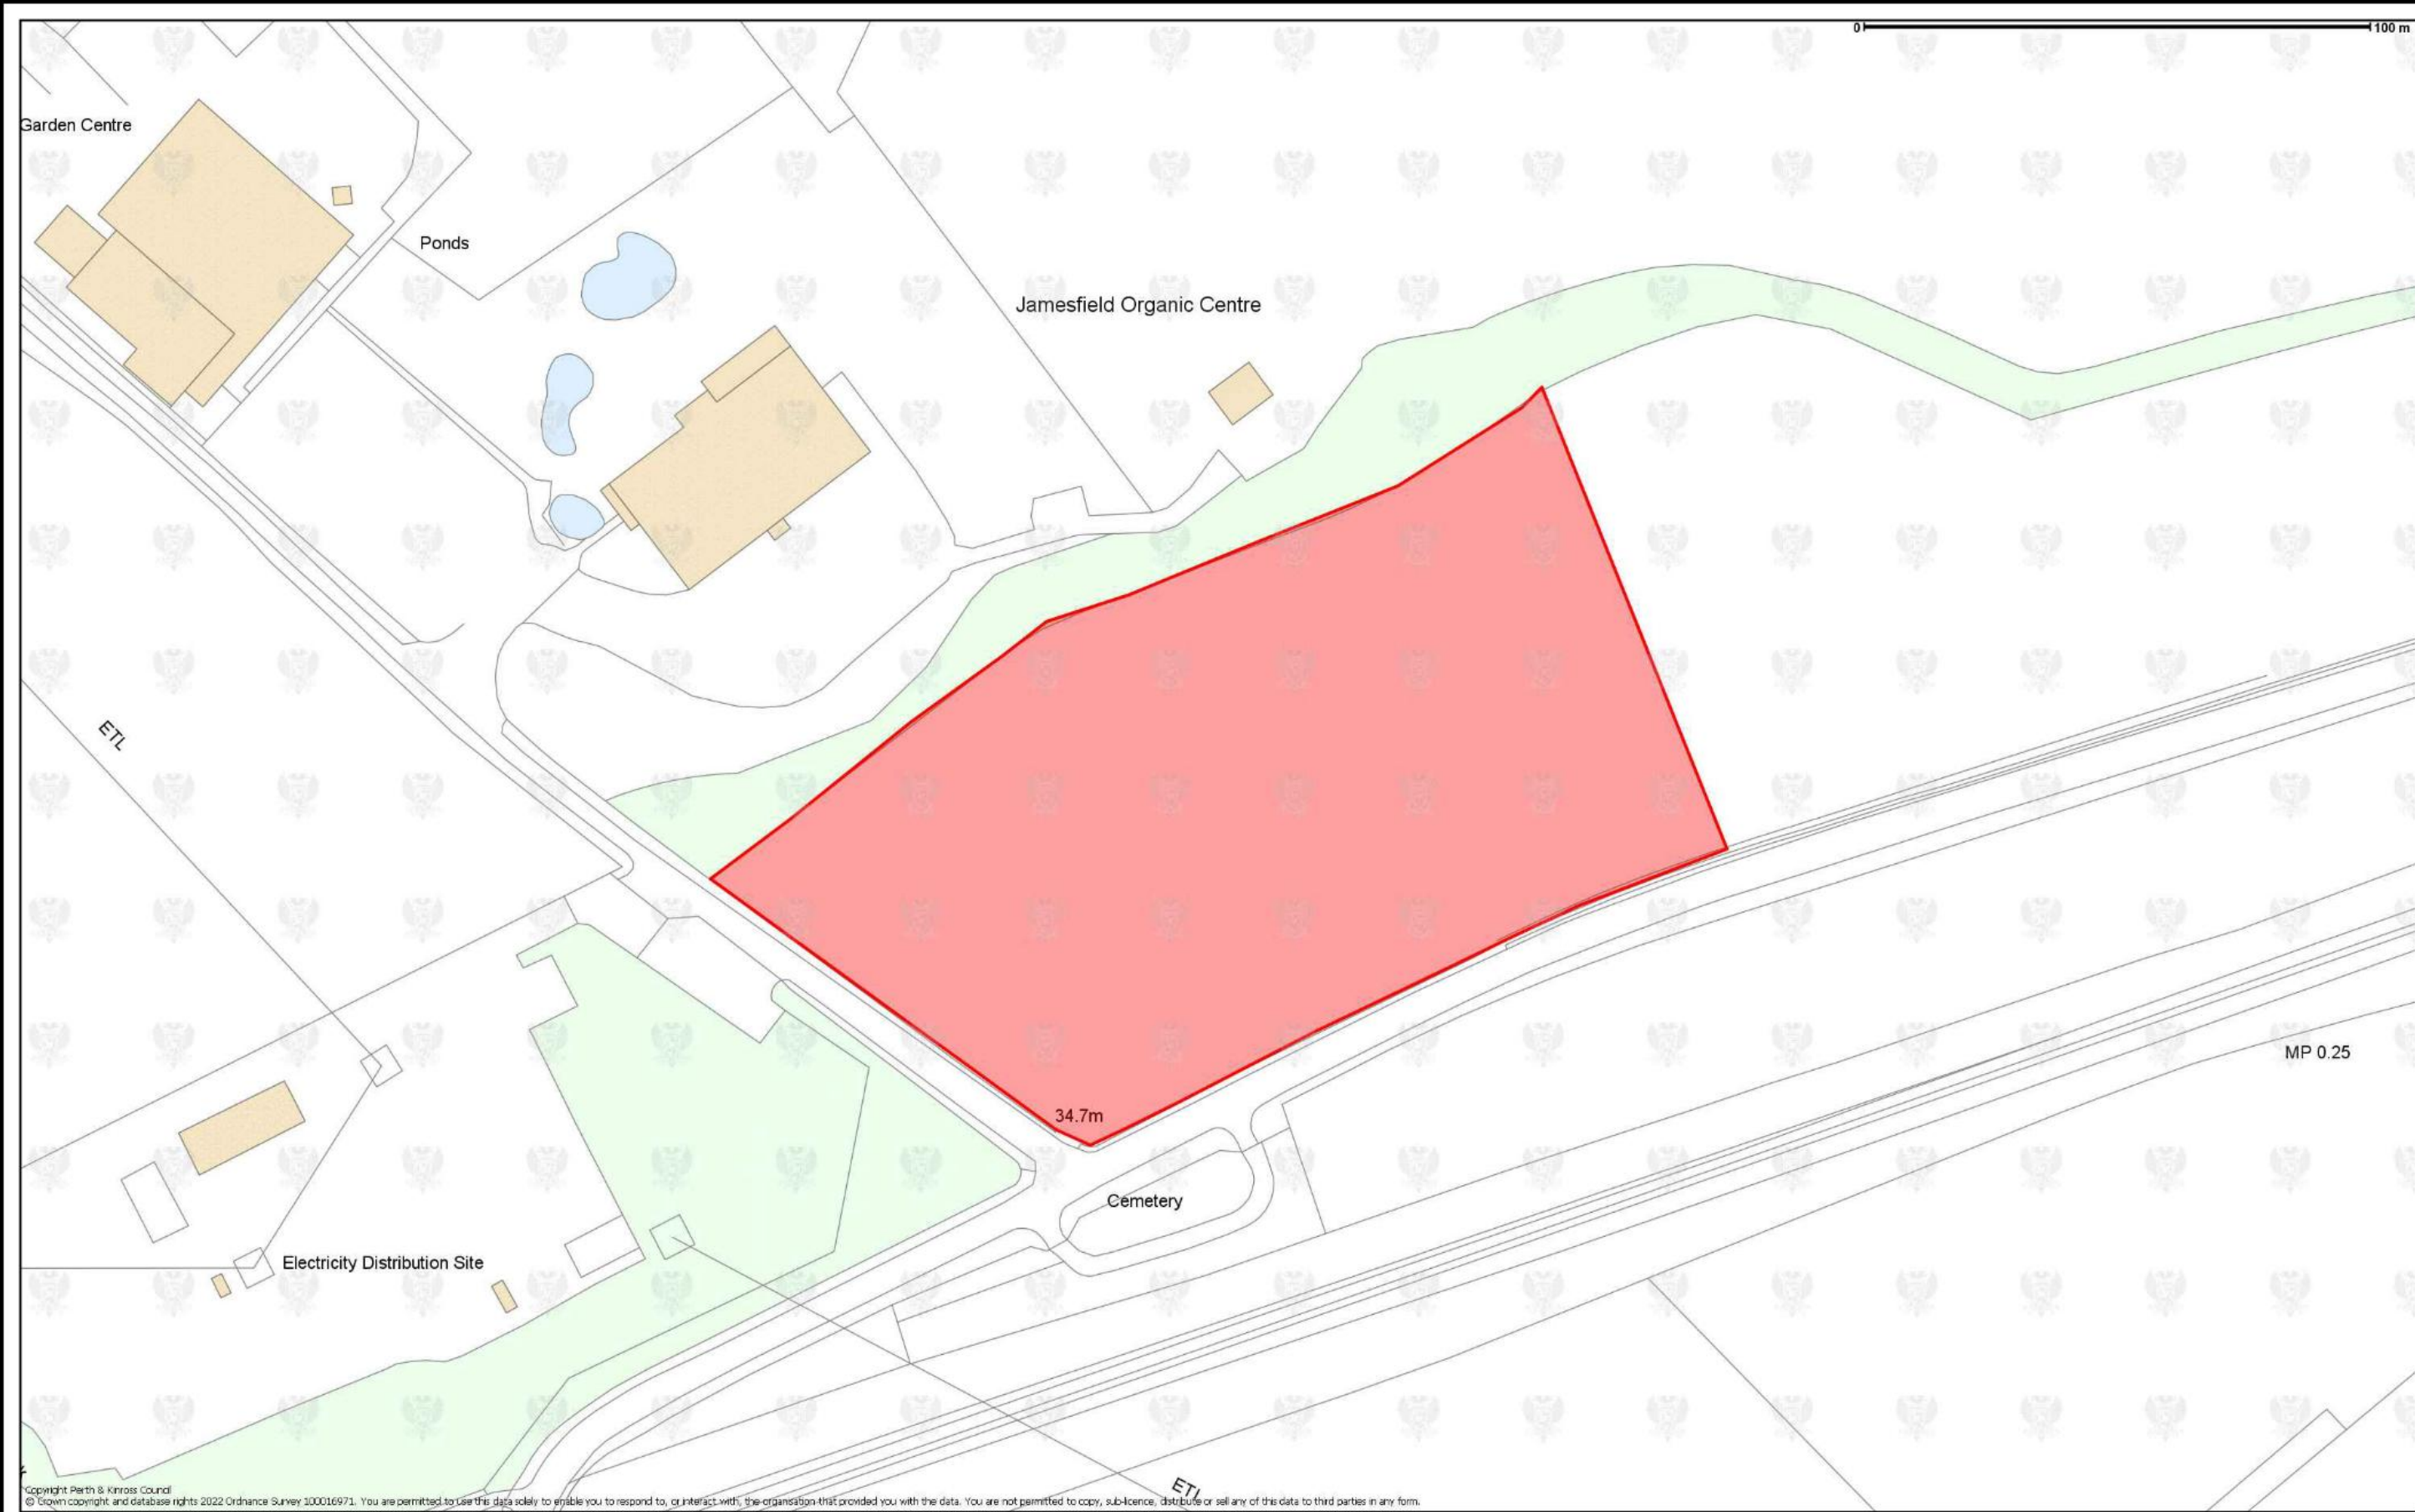 0
100 m
Garden Centre
Ponds
Jamesfield Organic Centre
ETL
MP 0.25
34.7m
Cemetery
Electricity Distribution Site
ETL
Copyright Perth & Kinross Council
© Crown copyright and database rights 2022 Ordnance Survey 100016971. You are permitted to use this data solely to enable you to respond to, or interact with, the organisation that provided you with the data. You are not permitted to copy, sub-licence, distribute or sell any of this data to third parties in any form.